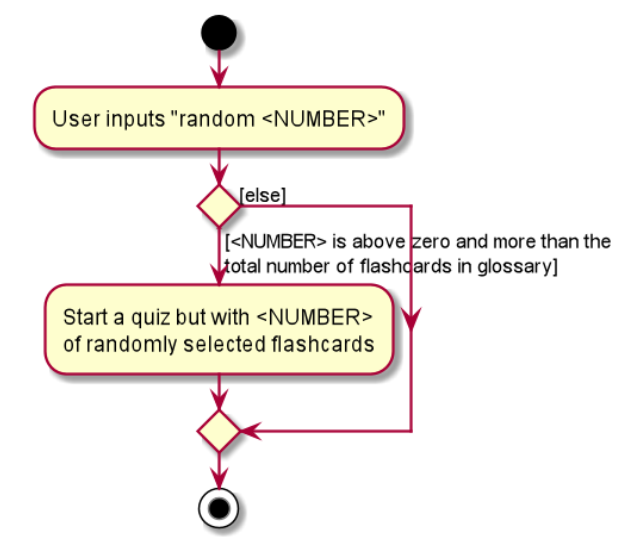 User inputs "random <NUMBER>"
[else]
[<NUMBER> is above zero and more than the
total number of flashcards in glossary]
Start a quiz but with <NUMBER>
of randomly selected flashcards